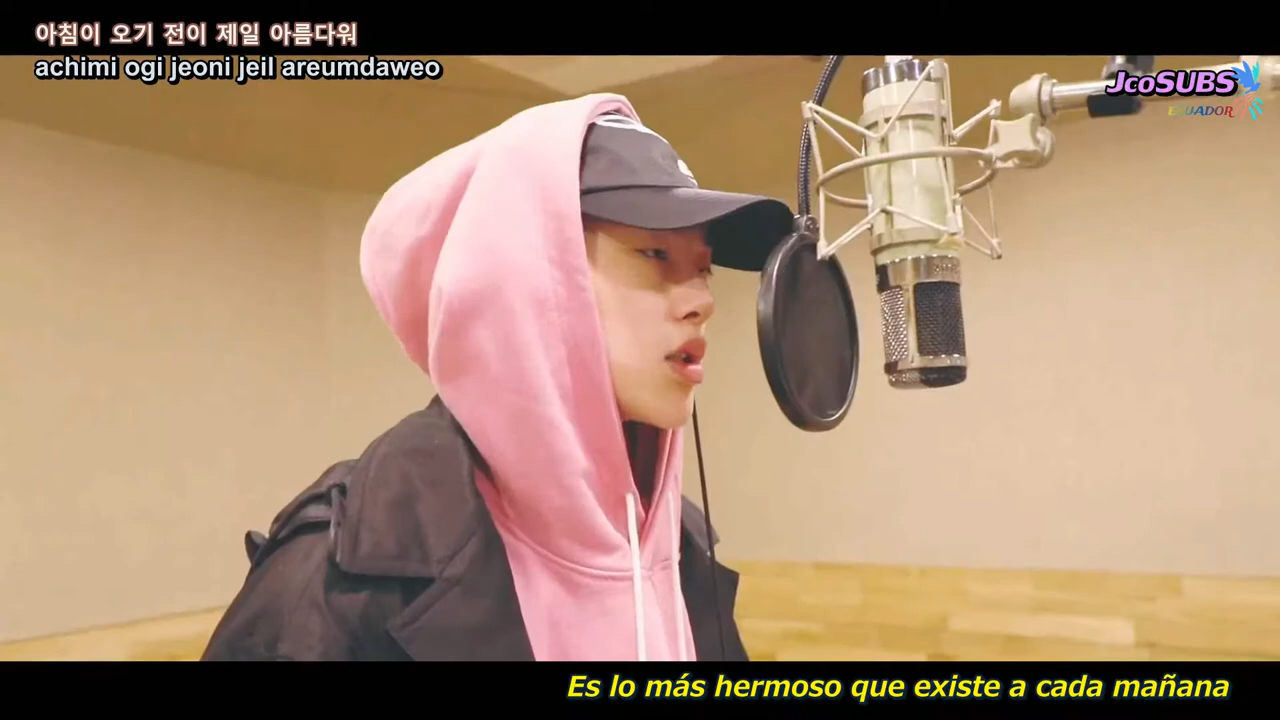 아침이 오기 전이 제일 아름다워
achimi ogi jeoni jeil areumdaweo
JcoSUBS
ECUADOR
Es lo más hermoso que existe a cada mañana